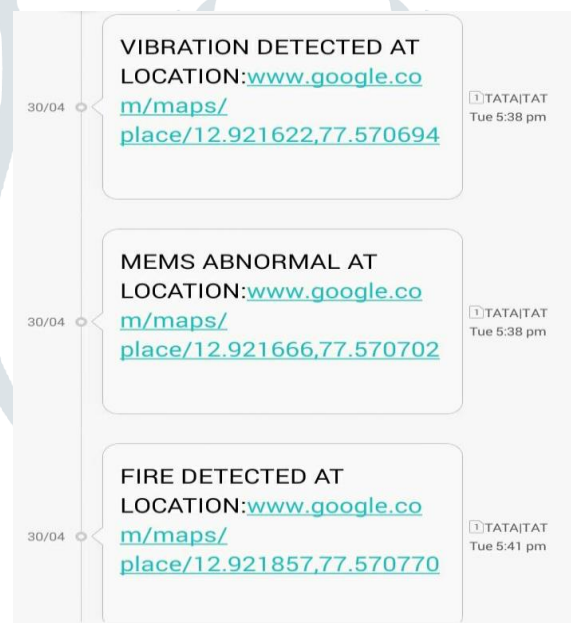 VIBRATION DETECTED AT
LOCATION:www.google.co
m/maps/
place/12.921622,77.570694
30/04
1 TATA|TAT
Tue 5:38 pm
MEMS ABNORMAL AT
LOCATION:www.google.co
m/maps/
place/12.921666,77.570702
30/04
1 TATA|TAT
Tue 5:38 pm
FIRE DETECTED AT
LOCATION:www.google.co
m/maps/
place/12.921857,77.570770
30/04
1 TATA|TAT
Tue 5:41 pm